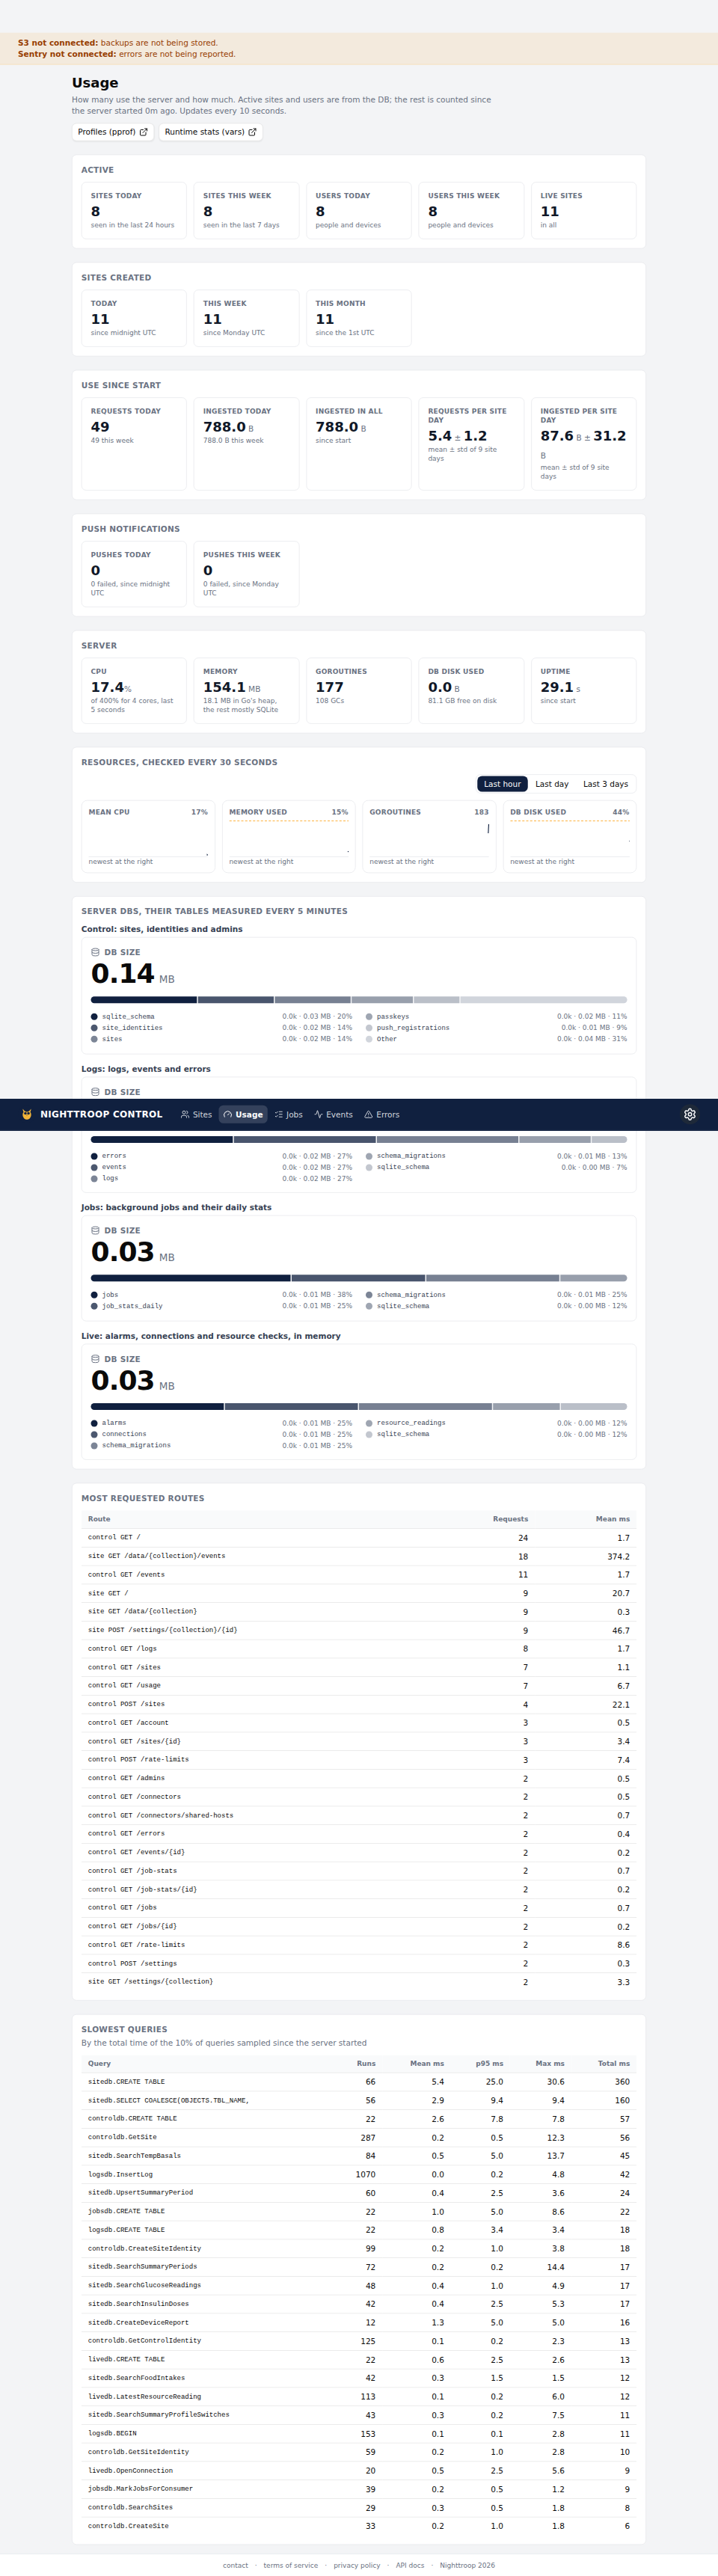 S3 not connected: backups are not being stored.
Sentry not connected: errors are not being reported.
Usage
How many use the server and how much. Active sites and users are from the DB; the rest is counted since
the server started 0m ago. Updates every 10 seconds.
Profiles (pprof)
Runtime stats (vars)
ACTIVE
SITES TODAY
8
seen in the last 24 hours
SITES THIS WEEK
8
seen in the last 7 days
USERS TODAY
8
people and devices
USERS THIS WEEK
8
people and devices
LIVE SITES
11
in all
SITES CREATED
TODAY
11
since midnight UTC
THIS WEEK
11
since Monday UTC
THIS MONTH
11
since the 1st UTC
USE SINCE START
REQUESTS TODAY
49
49 this week
INGESTED TODAY
788.0 B
788.0 B this week
INGESTED IN ALL
788.0 B
since start
REQUESTS PER SITE
DAY
5.4 ± 1.2
mean ± std of 9 site
days
INGESTED PER SITE
DAY
87.6 B ± 31.2
B
mean ± std of 9 site
days
PUSH NOTIFICATIONS
PUSHES TODAY
0
0 failed, since midnight
UTC
PUSHES THIS WEEK
0
0 failed, since Monday
UTC
SERVER
CPU
17.4%
of 400% for 4 cores, last
5 seconds
MEMORY
154.1 MB
18.1 MB in Go's heap,
the rest mostly SQLite
GOROUTINES
177
108 GCs
DB DISK USED
0.0 B
81.1 GB free on disk
UPTIME
29.1 s
since start
RESOURCES, CHECKED EVERY 30 SECONDS
Last hour Last day Last 3 days
MEAN CPU 17%
newest at the right
MEMORY USED 15%
newest at the right
GOROUTINES 183
newest at the right
DB DISK USED 44%
newest at the right
SERVER DBS, THEIR TABLES MEASURED EVERY 5 MINUTES
Control: sites, identities and admins
DB SIZE
0.14 MB
sqlite_schema 0.0k · 0.03 MB · 20%
site_identities 0.0k · 0.02 MB · 14%
sites 0.0k · 0.02 MB · 14%
passkeys 0.0k · 0.02 MB · 11%
push_registrations 0.0k · 0.01 MB · 9%
Other 0.0k · 0.04 MB · 31%
Logs: logs, events and errors
DB SIZE
NIGHTTROOP CONTROL Sites Usage Jobs Events Errors
errors 0.0k · 0.02 MB · 27%
events 0.0k · 0.02 MB · 27%
logs 0.0k · 0.02 MB · 27%
schema_migrations 0.0k · 0.01 MB · 13%
sqlite_schema 0.0k · 0.00 MB · 7%
Jobs: background jobs and their daily stats
DB SIZE
0.03 MB
jobs 0.0k · 0.01 MB · 38%
job_stats_daily 0.0k · 0.01 MB · 25%
schema_migrations 0.0k · 0.01 MB · 25%
sqlite_schema 0.0k · 0.00 MB · 12%
Live: alarms, connections and resource checks, in memory
DB SIZE
0.03 MB
alarms 0.0k · 0.01 MB · 25%
connections 0.0k · 0.01 MB · 25%
schema_migrations 0.0k · 0.01 MB · 25%
resource_readings 0.0k · 0.00 MB · 12%
sqlite_schema 0.0k · 0.00 MB · 12%
MOST REQUESTED ROUTES
Route Requests Mean ms
control GET / 24 1.7
site GET /data/{collection}/events 18 374.2
control GET /events 11 1.7
site GET / 9 20.7
site GET /data/{collection} 9 0.3
site POST /settings/{collection}/{id} 9 46.7
control GET /logs 8 1.7
control GET /sites 7 1.1
control GET /usage 7 6.7
control POST /sites 4 22.1
control GET /account 3 0.5
control GET /sites/{id} 3 3.4
control POST /rate-limits 3 7.4
control GET /admins 2 0.5
control GET /connectors 2 0.5
control GET /connectors/shared-hosts 2 0.7
control GET /errors 2 0.4
control GET /events/{id} 2 0.2
control GET /job-stats 2 0.7
control GET /job-stats/{id} 2 0.2
control GET /jobs 2 0.7
control GET /jobs/{id} 2 0.2
control GET /rate-limits 2 8.6
control POST /settings 2 0.3
site GET /settings/{collection} 2 3.3
SLOWEST QUERIES
By the total time of the 10% of queries sampled since the server started
Query Runs Mean ms p95 ms Max ms Total ms
sitedb.CREATE TABLE 66 5.4 25.0 30.6 360
sitedb.SELECT COALESCE(OBJECTS.TBL_NAME, 56 2.9 9.4 9.4 160
controldb.CREATE TABLE 22 2.6 7.8 7.8 57
controldb.GetSite 287 0.2 0.5 12.3 56
sitedb.SearchTempBasals 84 0.5 5.0 13.7 45
logsdb.InsertLog 1070 0.0 0.2 4.8 42
sitedb.UpsertSummaryPeriod 60 0.4 2.5 3.6 24
jobsdb.CREATE TABLE 22 1.0 5.0 8.6 22
logsdb.CREATE TABLE 22 0.8 3.4 3.4 18
controldb.CreateSiteIdentity 99 0.2 1.0 3.8 18
sitedb.SearchSummaryPeriods 72 0.2 0.2 14.4 17
sitedb.SearchGlucoseReadings 48 0.4 1.0 4.9 17
sitedb.SearchInsulinDoses 42 0.4 2.5 5.3 17
sitedb.CreateDeviceReport 12 1.3 5.0 5.0 16
controldb.GetControlIdentity 125 0.1 0.2 2.3 13
livedb.CREATE TABLE 22 0.6 2.5 2.6 13
sitedb.SearchFoodIntakes 42 0.3 1.5 1.5 12
livedb.LatestResourceReading 113 0.1 0.2 6.0 12
sitedb.SearchSummaryProfileSwitches 43 0.3 0.2 7.5 11
logsdb.BEGIN 153 0.1 0.1 2.8 11
controldb.GetSiteIdentity 59 0.2 1.0 2.8 10
livedb.OpenConnection 20 0.5 2.5 5.6 9
jobsdb.MarkJobsForConsumer 39 0.2 0.5 1.2 9
controldb.SearchSites 29 0.3 0.5 1.8 8
controldb.CreateSite 33 0.2 1.0 1.8 6
contact · terms of service · privacy policy · API docs · Nighttroop 2026